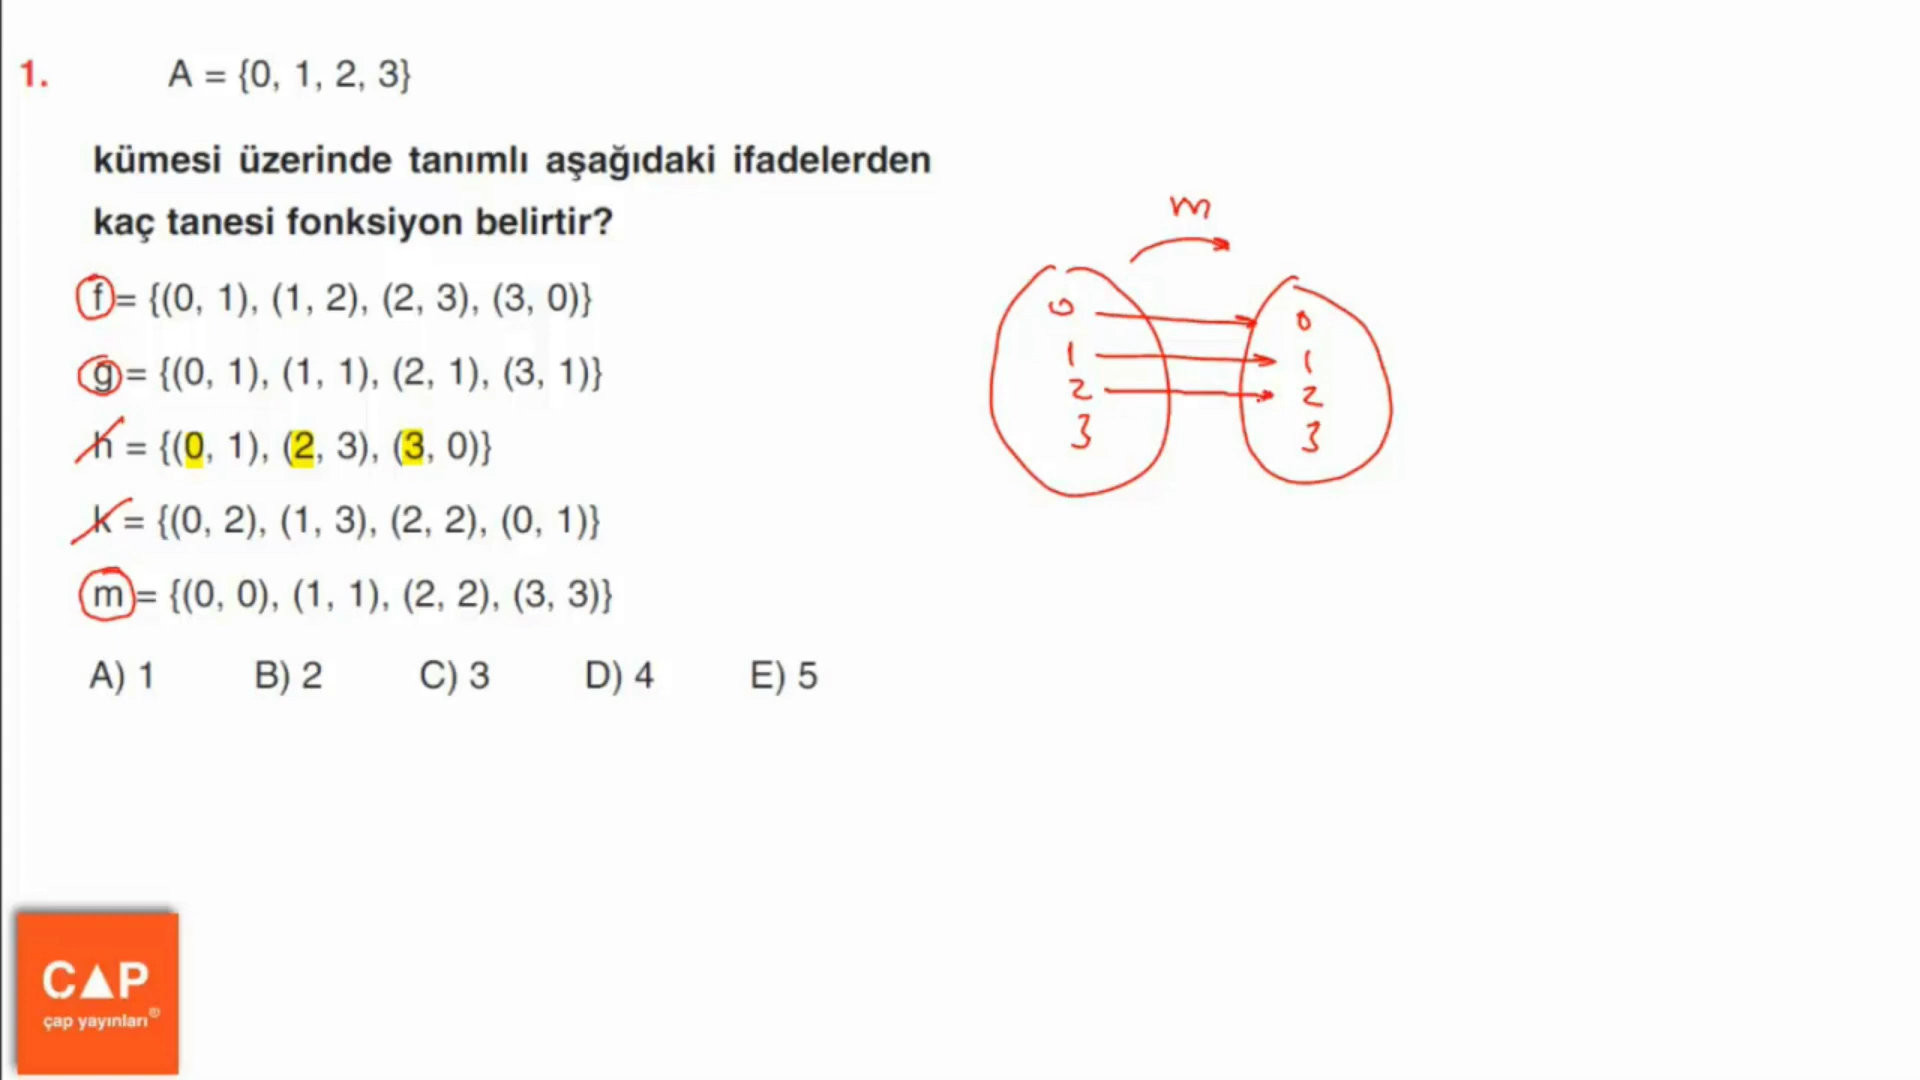 1. A = {0, 1, 2, 3}
kümesi üzerinde tanımlı aşağıdaki ifadelerden
kaç tanesi fonksiyon belirtir?
f = {(0, 1), (1, 2), (2, 3), (3, 0)}
g = {(0, 1), (1, 1), (2, 1), (3, 1)}
h = {(0, 1), (2, 3), (3, 0)}
k = {(0, 2), (1, 3), (2, 2), (0, 1)}
m = {(0, 0), (1, 1), (2, 2), (3, 3)}
A) 1 B) 2 C) 3 D) 4 E) 5
m
0 0
1 1
2 2
3 3
CAP
çap yayınları®